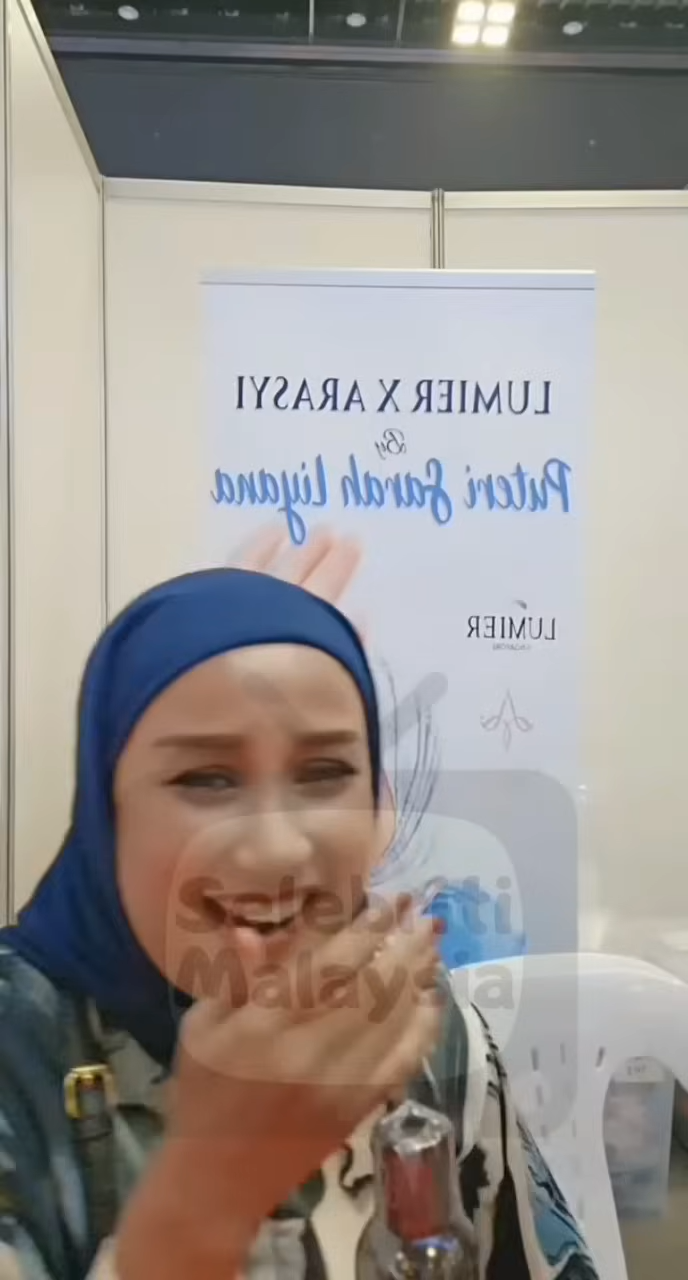 LUMIER X ARASYI
By
Puteri Sarah Liyana
LUMIER
Selebriti
Malaysia